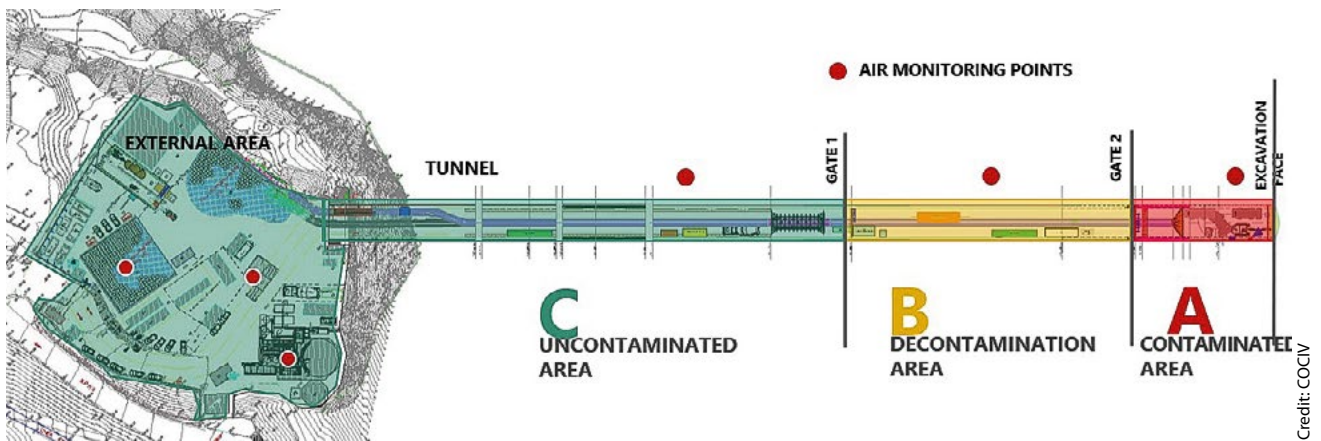 AIR MONITORING POINTS
EXTERNAL AREA
TUNNEL
GATE 1
GATE 2
EXCAVATION
FACE
C
UNCONTAMINATED
AREA
B
DECONTAMINATION
AREA
A
CONTAMINATED
AREA
Credit: COCIV